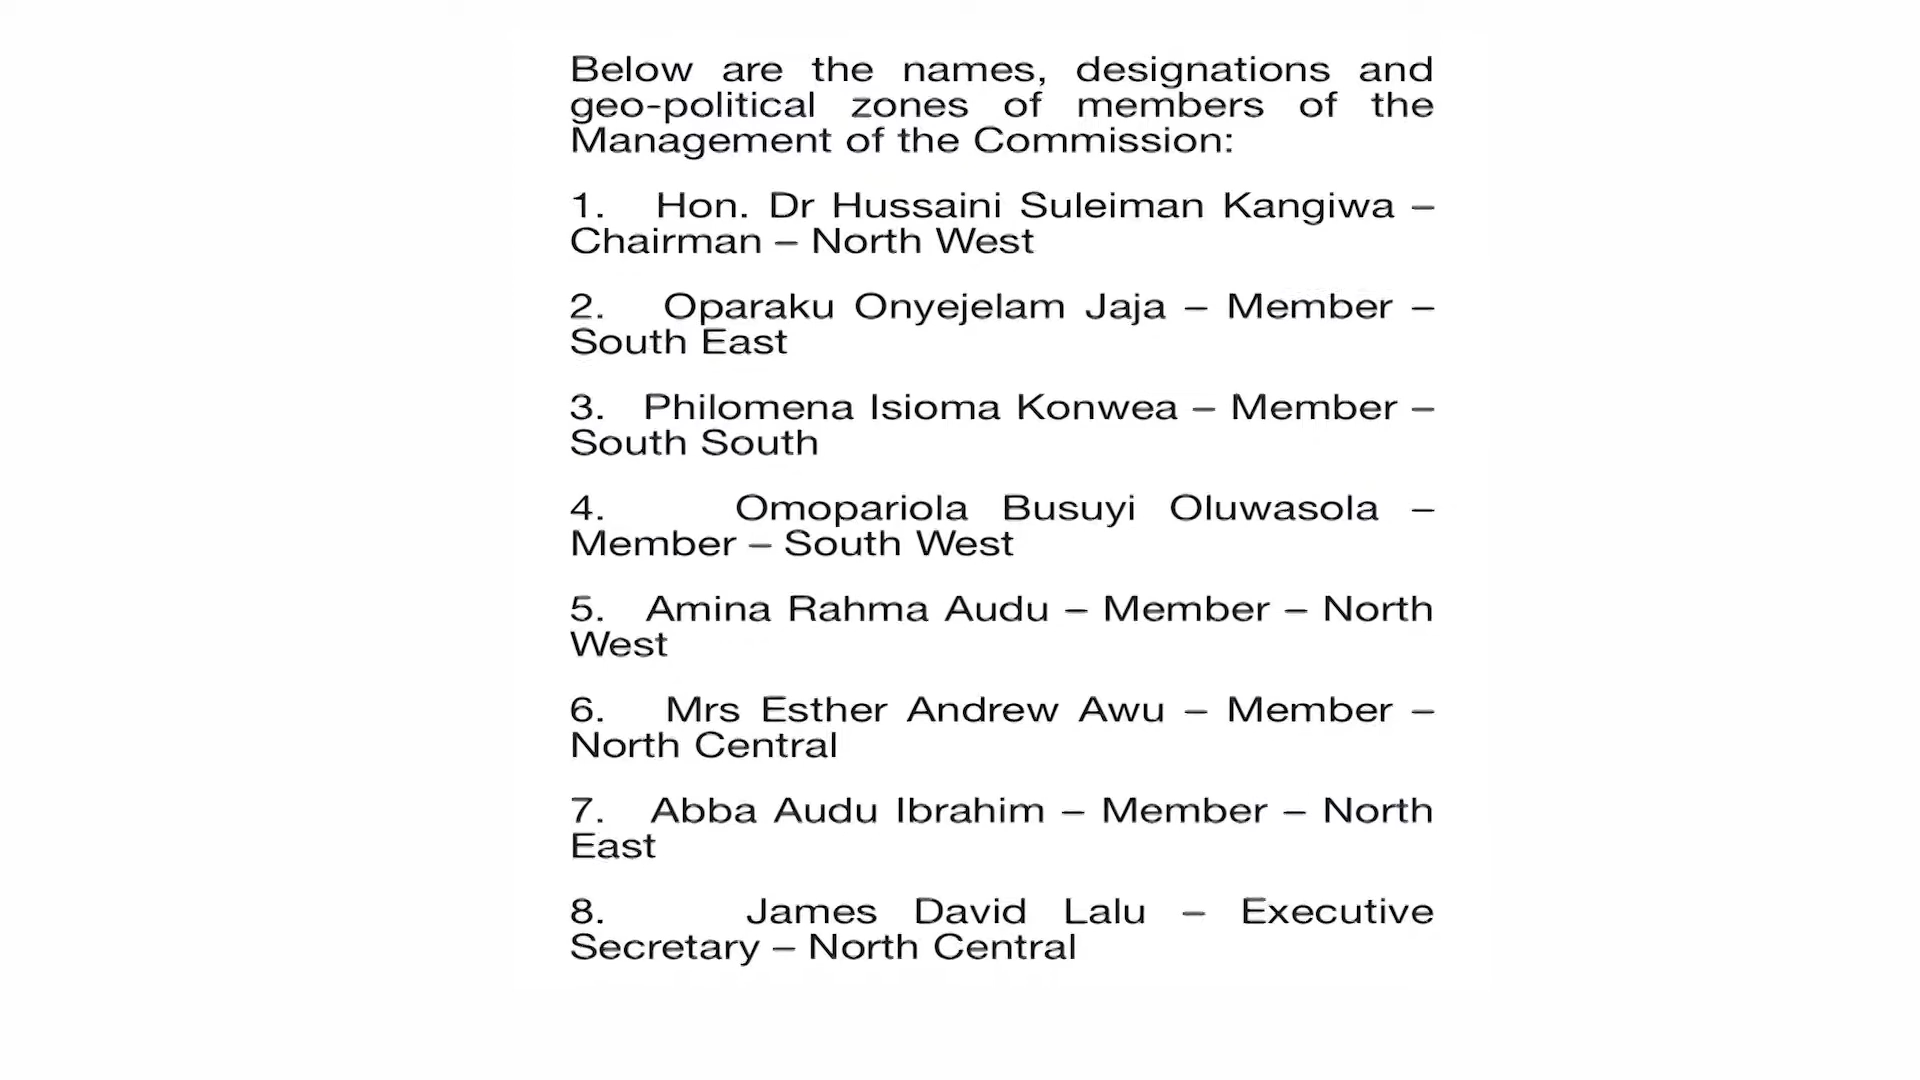 Below are the names, designations and
geo-political zones of members of the
Management of the Commission:
1. Hon. Dr Hussaini Suleiman Kangiwa –
Chairman – North West
2. Oparaku Onyejelam Jaja – Member –
South East
3. Philomena Isioma Konwea – Member –
South South
4. Omopariola Busuyi Oluwasola –
Member – South West
5. Amina Rahma Audu – Member – North
West
6. Mrs Esther Andrew Awu – Member –
North Central
7. Abba Audu Ibrahim – Member – North
East
8. James David Lalu – Executive
Secretary – North Central